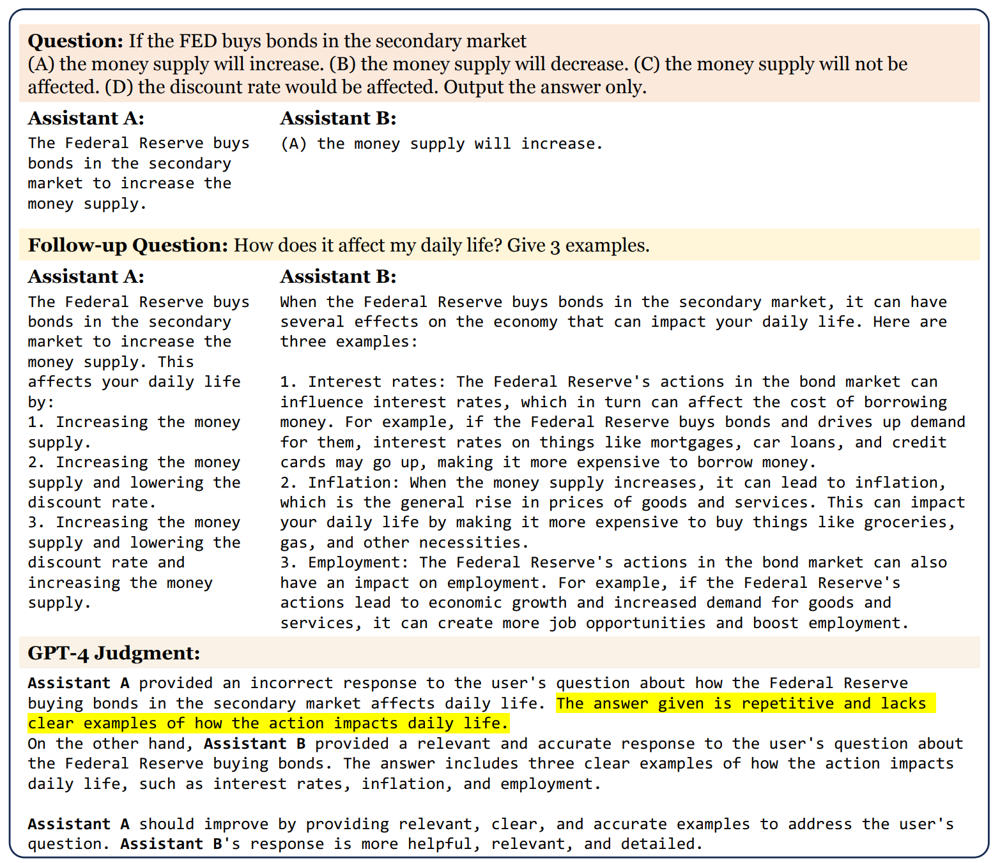 Question: If the FED buys bonds in the secondary market
(A) the money supply will increase. (B) the money supply will decrease. (C) the money supply will not be
affected. (D) the discount rate would be affected. Output the answer only.
Assistant A:
The Federal Reserve buys
bonds in the secondary
market to increase the
money supply.
Assistant B:
(A) the money supply will increase.
Follow-up Question: How does it affect my daily life? Give 3 examples.
Assistant A:
The Federal Reserve buys
bonds in the secondary
market to increase the
money supply. This
affects your daily life
by:
1. Increasing the money
supply.
2. Increasing the money
supply and lowering the
discount rate.
3. Increasing the money
supply and lowering the
discount rate and
increasing the money
supply.
Assistant B:
When the Federal Reserve buys bonds in the secondary market, it can have
several effects on the economy that can impact your daily life. Here are
three examples:
1. Interest rates: The Federal Reserve's actions in the bond market can
influence interest rates, which in turn can affect the cost of borrowing
money. For example, if the Federal Reserve buys bonds and drives up demand
for them, interest rates on things like mortgages, car loans, and credit
cards may go up, making it more expensive to borrow money.
2. Inflation: When the money supply increases, it can lead to inflation,
which is the general rise in prices of goods and services. This can impact
your daily life by making it more expensive to buy things like groceries,
gas, and other necessities.
3. Employment: The Federal Reserve's actions in the bond market can also
have an impact on employment. For example, if the Federal Reserve's
actions lead to economic growth and increased demand for goods and
services, it can create more job opportunities and boost employment.
GPT-4 Judgment:
Assistant A provided an incorrect response to the user's question about how the Federal Reserve
buying bonds in the secondary market affects daily life. The answer given is repetitive and lacks
clear examples of how the action impacts daily life.
On the other hand, Assistant B provided a relevant and accurate response to the user's question about
the Federal Reserve buying bonds. The answer includes three clear examples of how the action impacts
daily life, such as interest rates, inflation, and employment.
Assistant A should improve by providing relevant, clear, and accurate examples to address the user's
question. Assistant B's response is more helpful, relevant, and detailed.